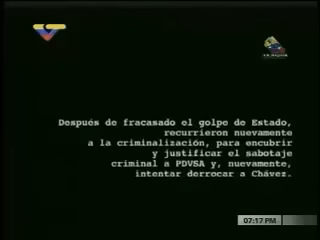 Después de fracasado el golpe de Estado,
recurrieron nuevamente
a la criminalización, para encubrir
y justificar el sabotaje
criminal a PDVSA y, nuevamente,
intentar derrocar a Chávez.
07:17 PM